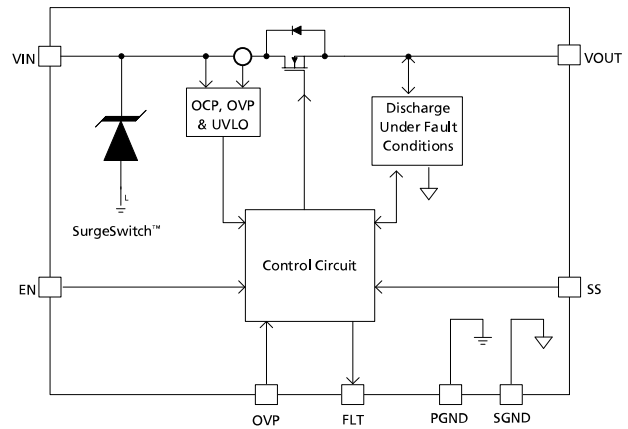 VIN
VOUT
OCP, OVP
& UVLO
Discharge
Under Fault
Conditions
L
SurgeSwitch™
Control Circuit
EN
SS
OVP
FLT
PGND
SGND